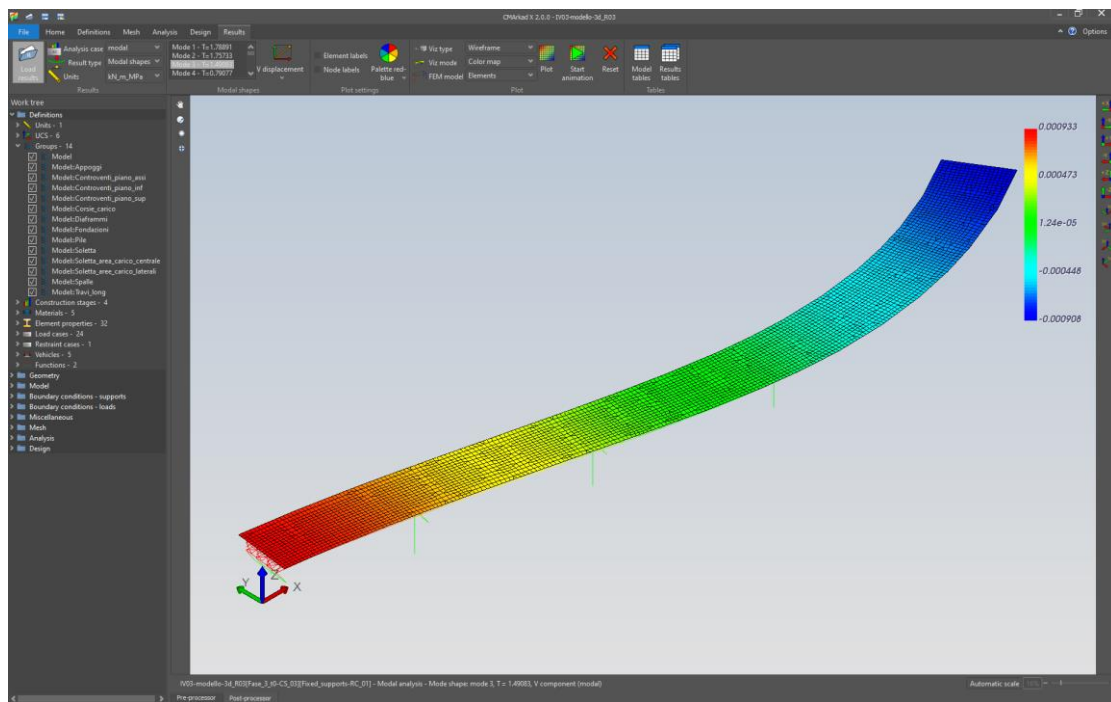 CMArkad X 2.0.0 - IV03-modello-3d_R03
File Home Definitions Mesh Analysis Design Results
Options
Load results
Analysis case model
Result type Modal shapes
Units kN_m_MPa
Results
Mode 1 - T=1.78891
Mode 2 - T=1.75733
Mode 3 - T=1.49083
Mode 4 - T=0.79077
V displacement
Modal shapes
Element labels
Node labels
Palette red-blue
Plot settings
Viz type Wireframe
Viz mode Color map
FEM model Elements
Plot
Start animation
Reset
Plot
Model tables
Results tables
Tables
Work tree
Definitions
Units - 1
UCS - 6
Groups - 14
Model
Model::Appoggi
Model::Controventi_piano_assi
Model::Controventi_piano_inf
Model::Controventi_piano_sup
Model::Corsie_carico
Model::Diaframmi
Model::Fondazioni
Model::Pile
Model::Soletta
Model::Soletta_area_carico_centrale
Model::Soletta_aree_carico_laterali
Model::Spalle
Model::Travi_long
Construction stages - 4
Materials - 5
Element properties - 32
Load cases - 24
Restraint cases - 1
Vehicles - 5
Functions - 2
Geometry
Model
Boundary conditions - supports
Boundary conditions - loads
Miscellaneous
Mesh
Analysis
Design
0.000933
0.000473
1.24e-05
-0.000448
-0.000908
Y Z X
IV03-modello-3d_R03[Fase_3_t0-CS_03][Fixed_supports-RC_01] - Modal analysis - Mode shape: mode 3, T = 1.49083, V component (model)
Automatic scale
Pre-processor Post-processor